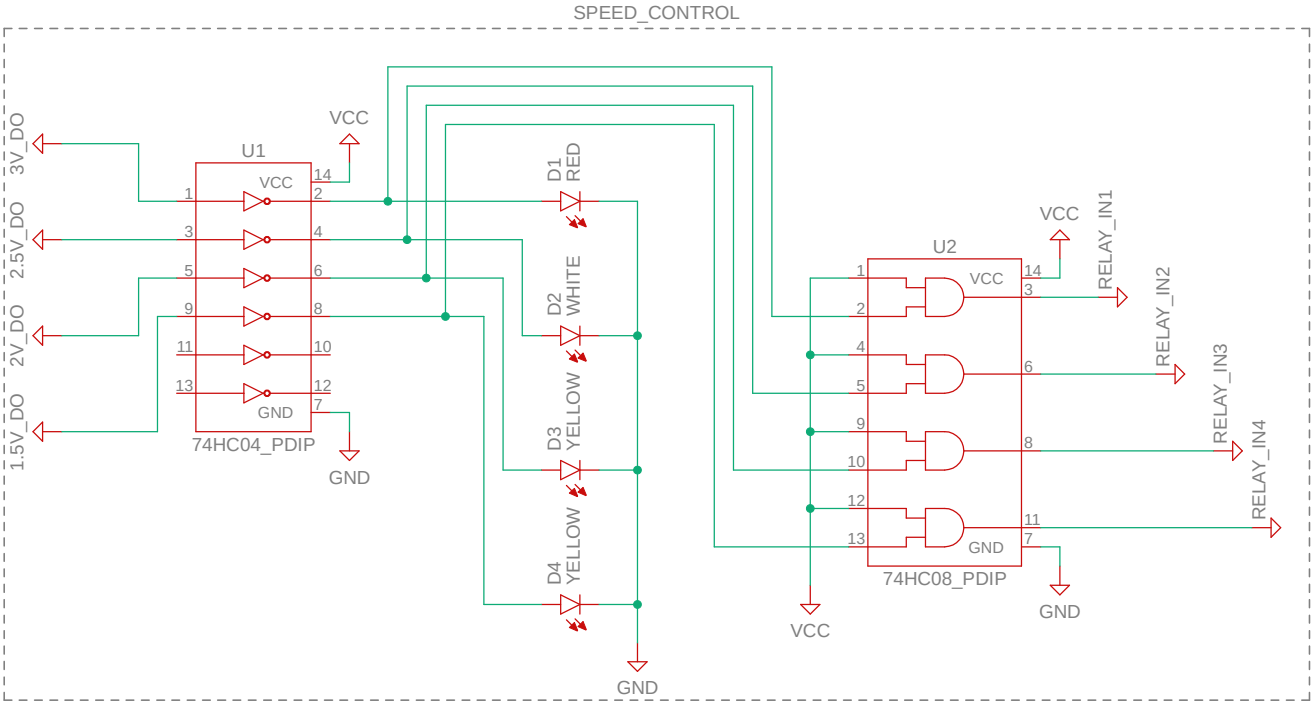 SPEED_CONTROL
3V_DO
2.5V_DO
2V_DO
1.5V_DO
U1
VCC
VCC
14
1
2
3
4
5
6
9
8
11
10
13
12
GND
7
74HC04_PDIP
GND
D1
RED
D2
WHITE
D3
YELLOW
D4
YELLOW
GND
U2
VCC
VCC
14
1
3
2
4
6
5
9
8
10
12
11
13
GND
7
74HC08_PDIP
VCC
GND
RELAY_IN1
RELAY_IN2
RELAY_IN3
RELAY_IN4